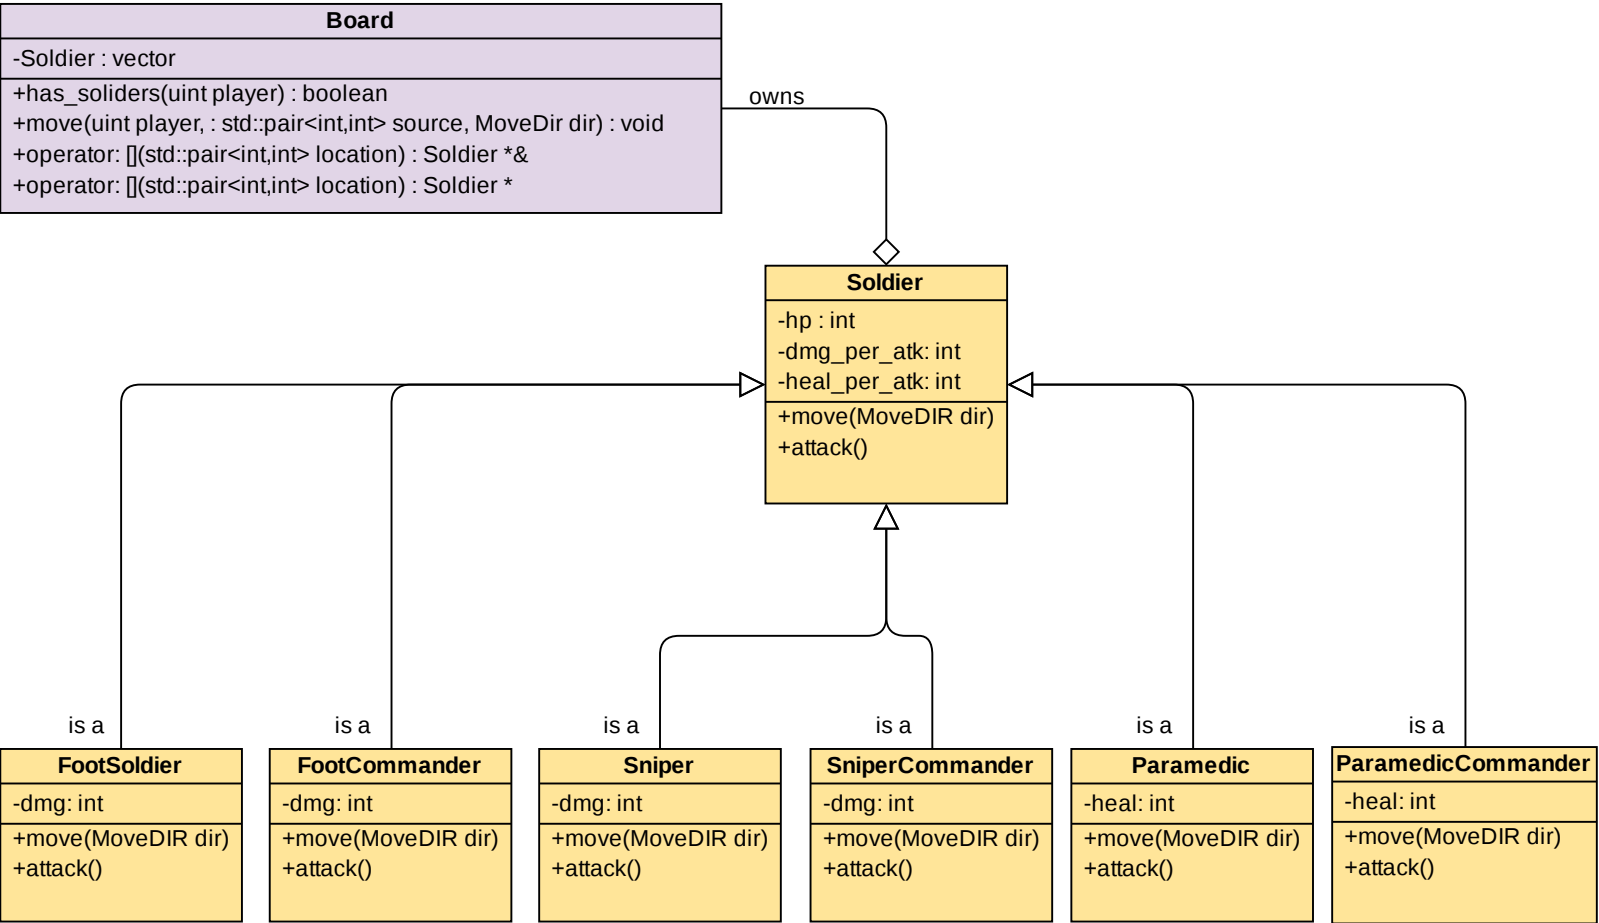 Board
-Soldier : vector
+has_soliders(uint player) : boolean
+move(uint player, : std::pair<int,int> source, MoveDir dir) : void
+operator: [](std::pair<int,int> location) : Soldier *&
+operator: [](std::pair<int,int> location) : Soldier *
owns
Soldier
-hp : int
-dmg_per_atk: int
-heal_per_atk: int
+move(MoveDIR dir)
+attack()
is a
FootSoldier
-dmg: int
+move(MoveDIR dir)
+attack()
is a
FootCommander
-dmg: int
+move(MoveDIR dir)
+attack()
is a
Sniper
-dmg: int
+move(MoveDIR dir)
+attack()
is a
SniperCommander
-dmg: int
+move(MoveDIR dir)
+attack()
is a
Paramedic
-heal: int
+move(MoveDIR dir)
+attack()
is a
ParamedicCommander
-heal: int
+move(MoveDIR dir)
+attack()